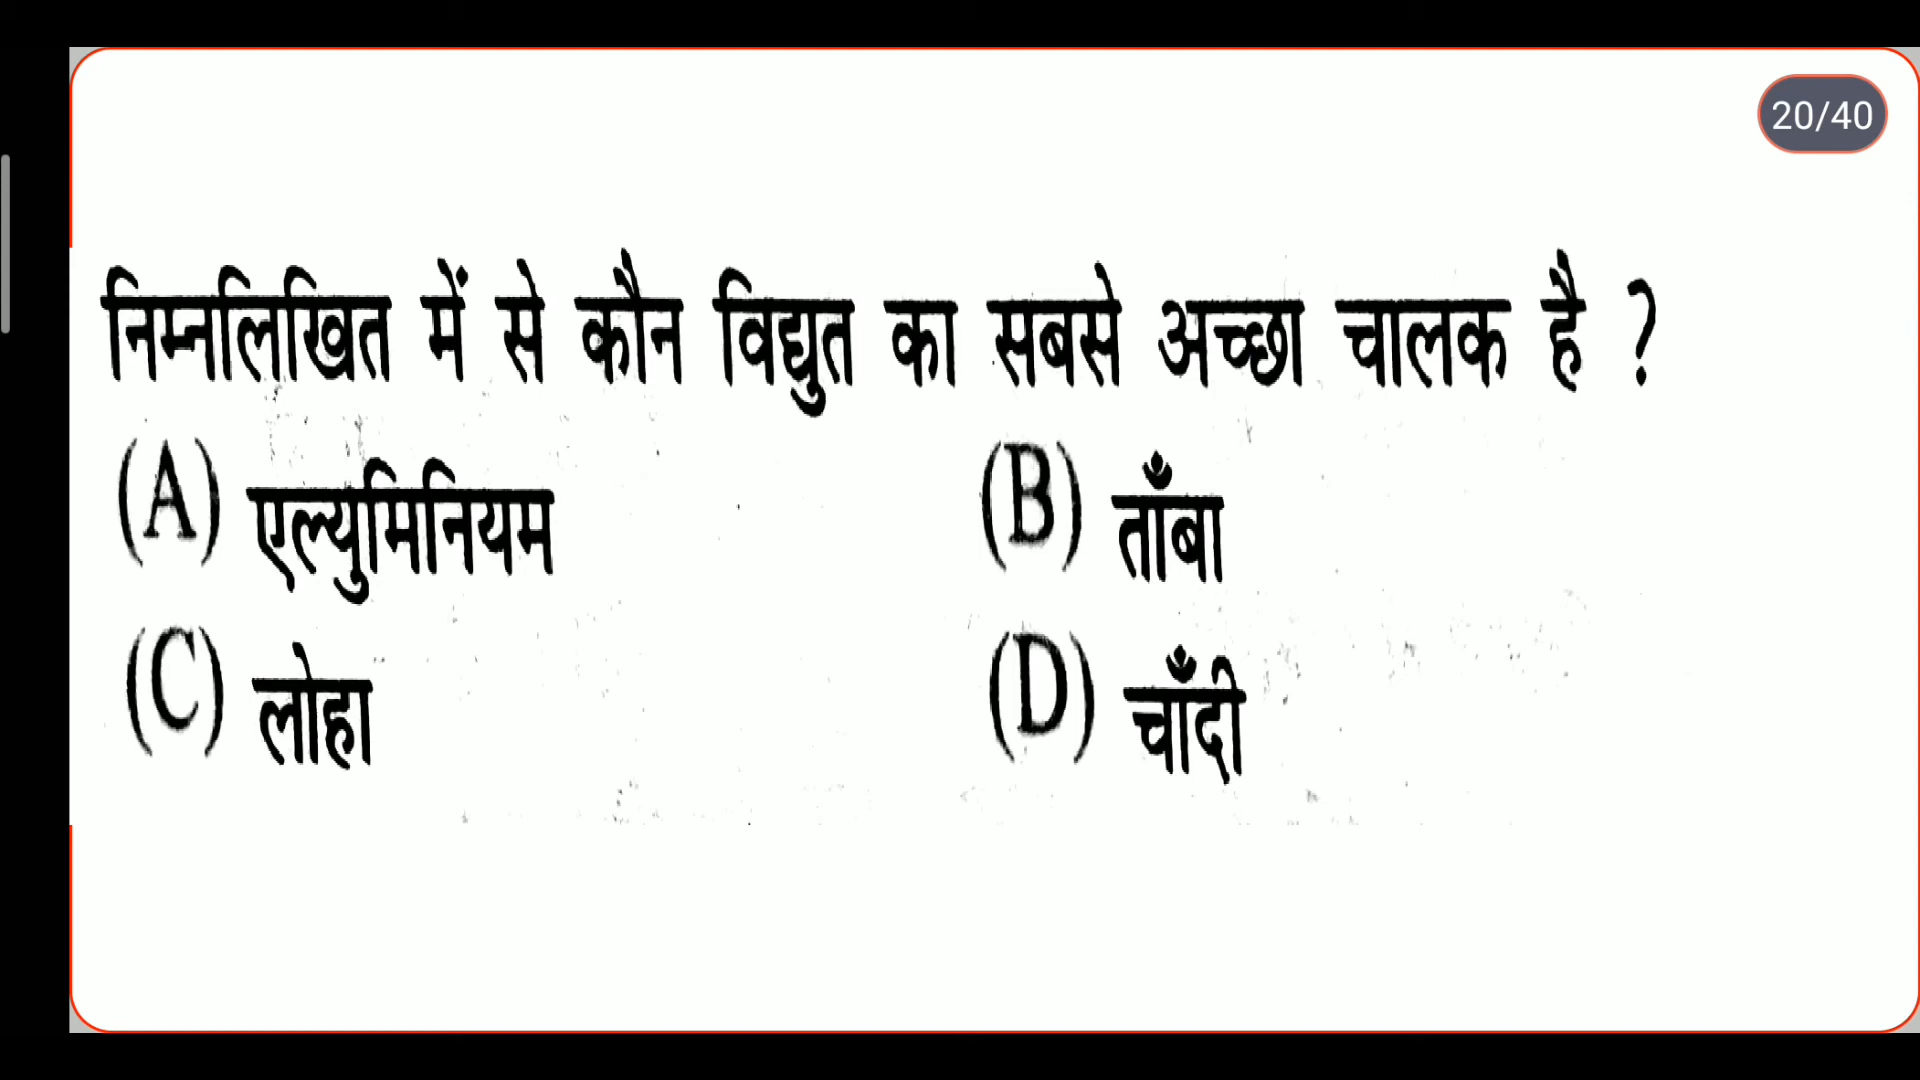 20/40
निम्नलिखित में से कौन विद्युत का सबसे अच्छा चालक है ?
(A) एल्युमिनियम (B) ताँबा
(C) लोहा (D) चाँदी